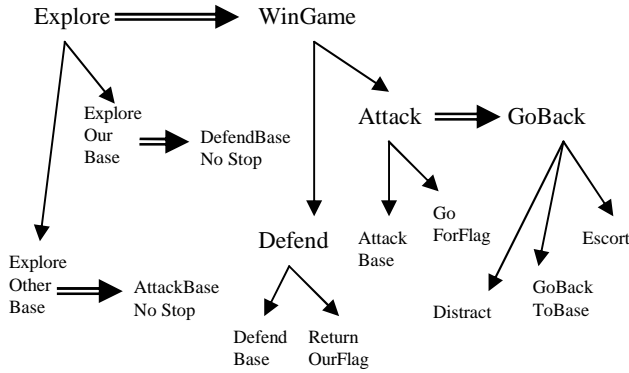 Explore
WinGame
Explore
Our
Base
DefendBase
No Stop
Attack
GoBack
Go
ForFlag
Defend
Attack
Base
Escort
Explore
Other
Base
AttackBase
No Stop
Distract
GoBack
ToBase
Defend
Base
Return
OurFlag